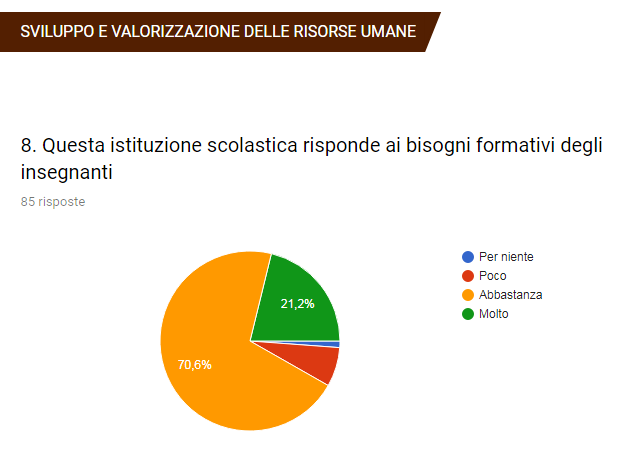 SVILUPPO E VALORIZZAZIONE DELLE RISORSE UMANE
8. Questa istituzione scolastica risponde ai bisogni formativi degli
insegnanti
85 risposte
Per niente
Poco
Abbastanza
Molto
21,2%
70,6%